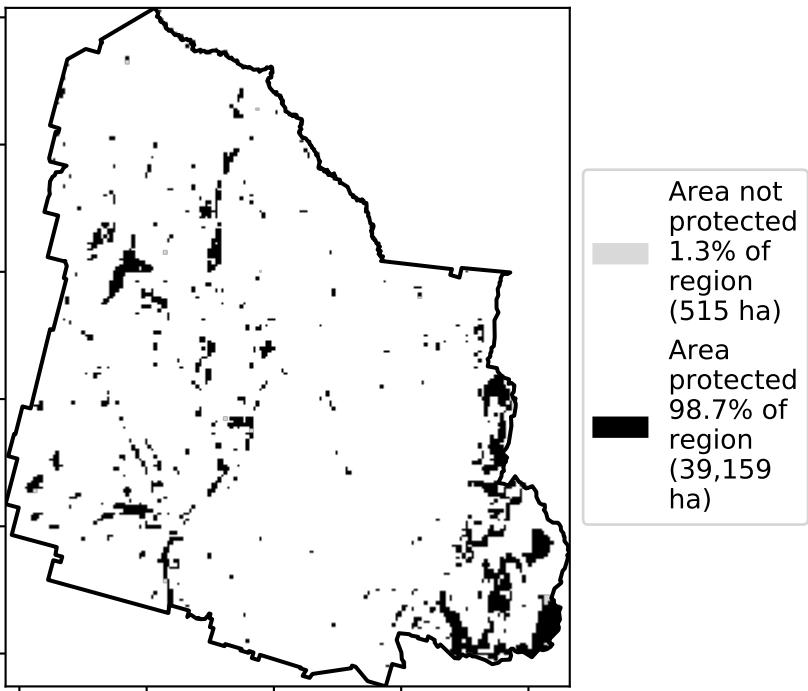 Area not
protected
1.3% of
region
(515 ha)
Area
protected
98.7% of
region
(39,159
ha)